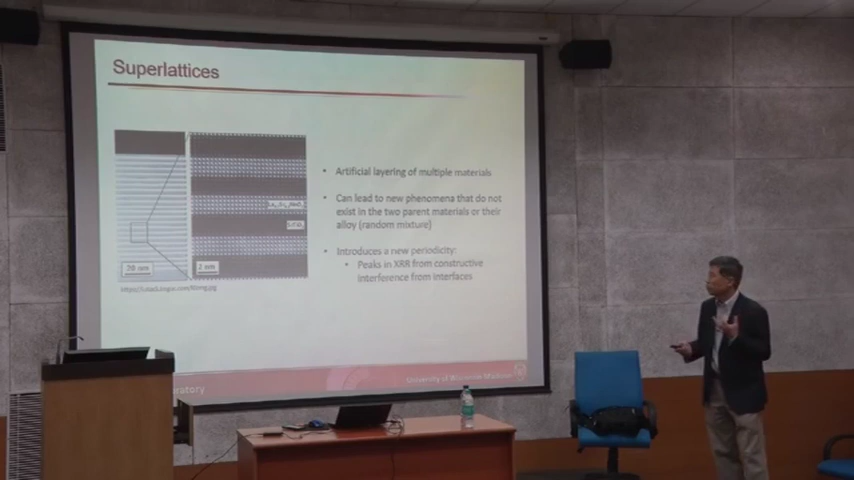 Superlattices
• Artificial layering of multiple materials
• Can lead to new phenomena that do not
exist in the two parent materials or their
alloy (random mixture)
• Introduces a new periodicity:
• Peaks in XRR from constructive
interference from interfaces
20 nm
2 nm
University of Wisconsin